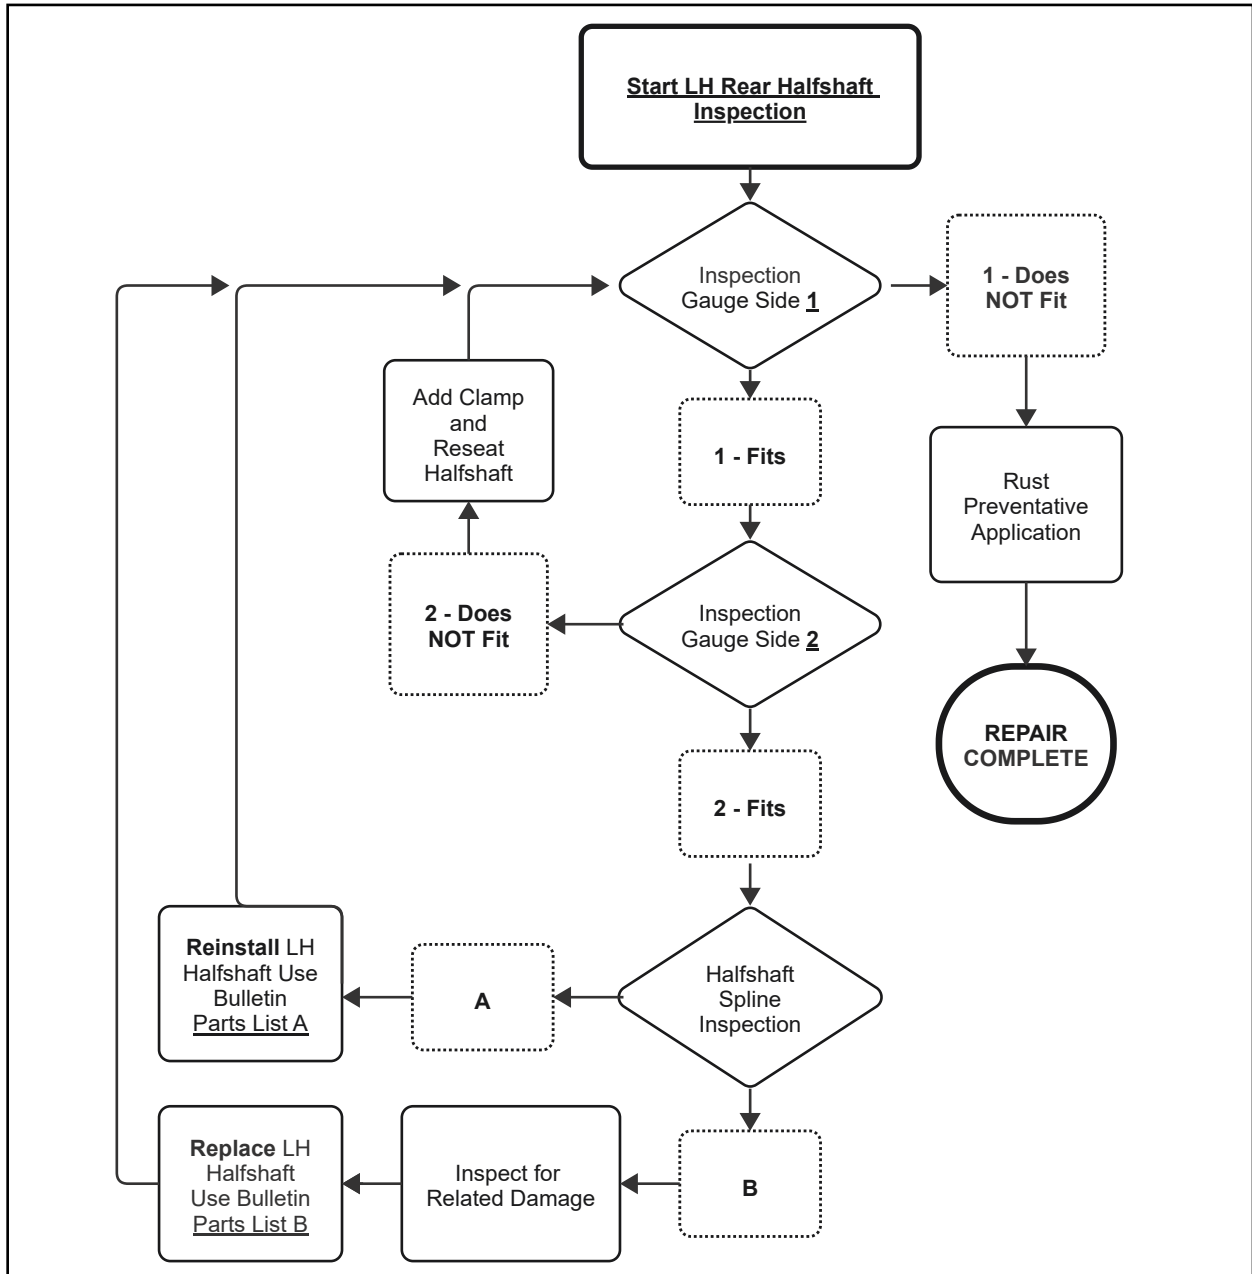 Start LH Rear Halfshaft
Inspection
Inspection
Gauge Side 1
1 - Does
NOT Fit
Add Clamp
and
Reseat
Halfshaft
1 - Fits
Rust
Preventative
Application
2 - Does
NOT Fit
Inspection
Gauge Side 2
REPAIR
COMPLETE
2 - Fits
Reinstall LH
Halfshaft Use
Bulletin
Parts List A
A
Halfshaft
Spline
Inspection
Replace LH
Halfshaft
Use Bulletin
Parts List B
Inspect for
Related Damage
B